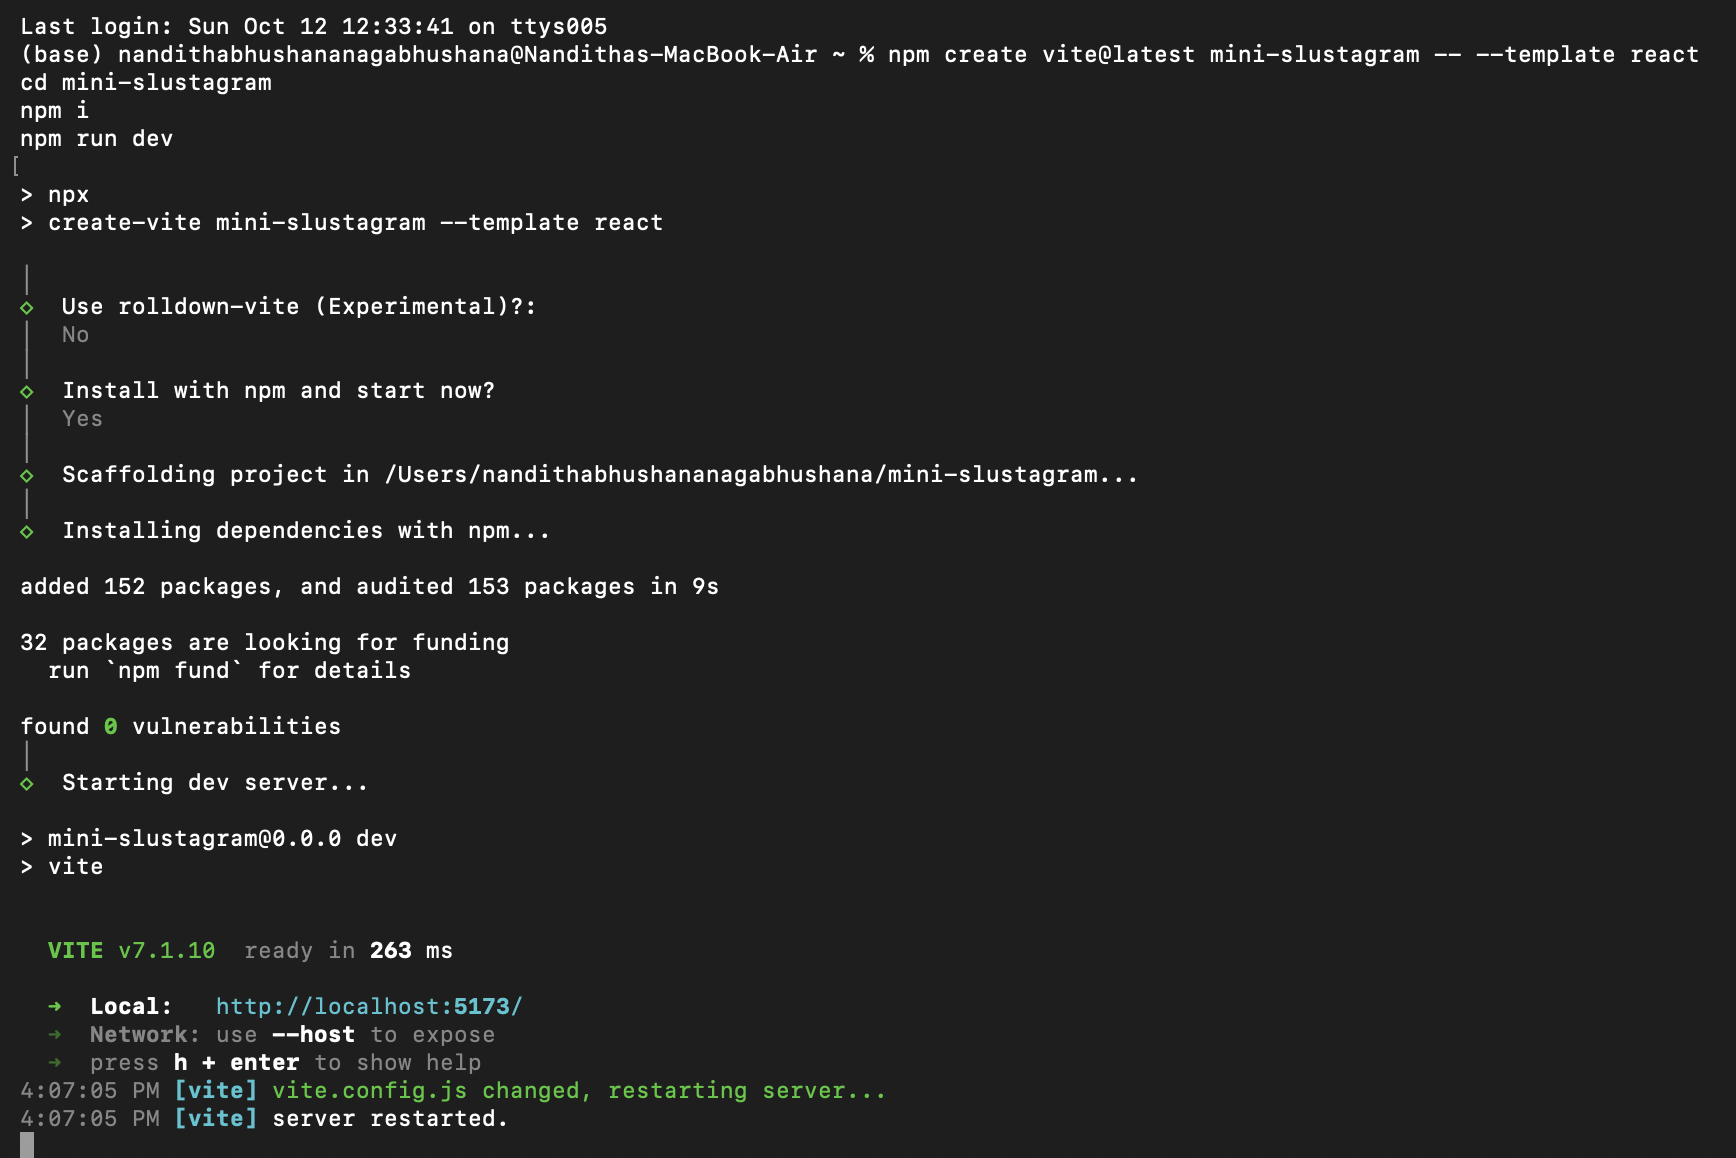 Last login: Sun Oct 12 12:33:41 on ttys005
(base) nandithabhushananagabhushana@Nandithas-MacBook-Air ~ % npm create vite@latest mini-slustagram -- --template react
cd mini-slustagram
npm i
npm run dev
[
> npx
> create-vite mini-slustagram --template react
│
◇  Use rolldown-vite (Experimental)?:
│  No
│
◇  Install with npm and start now?
│  Yes
│
◇  Scaffolding project in /Users/nandithabhushananagabhushana/mini-slustagram...
│
◇  Installing dependencies with npm...
added 152 packages, and audited 153 packages in 9s
32 packages are looking for funding
  run `npm fund` for details
found 0 vulnerabilities
│
◇  Starting dev server...
> mini-slustagram@0.0.0 dev
> vite
  VITE v7.1.10  ready in 263 ms
  ➜  Local:   http://localhost:5173/
  ➜  Network: use --host to expose
  ➜  press h + enter to show help
4:07:05 PM [vite] vite.config.js changed, restarting server...
4:07:05 PM [vite] server restarted.